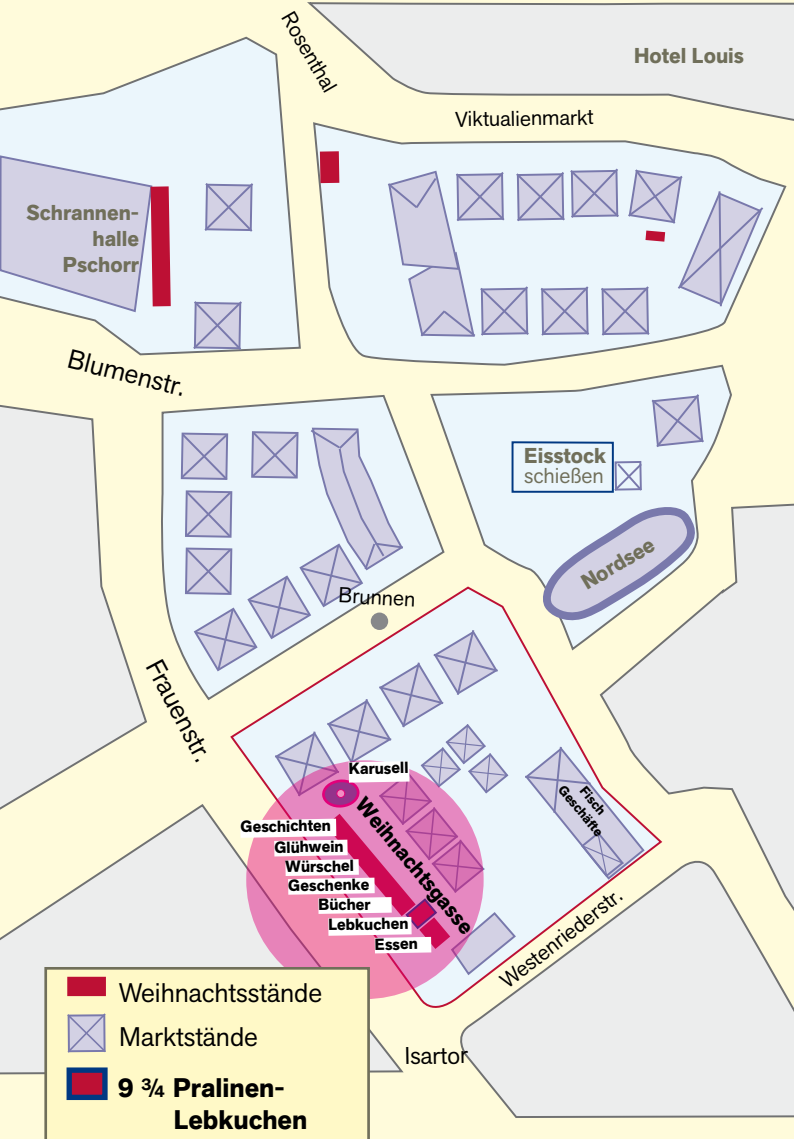 Rosenthal
Hotel Louis
Viktualienmarkt
Schrannen-
halle
Pschorr
Blumenstr.
Eisstock
schießen
Nordsee
Brunnen
Frauenstr.
Karusell
Fisch
Geschäfte
Weihnachtsgasse
Geschichten
Glühwein
Würschel
Geschenke
Bücher
Lebkuchen
Essen
Westenriederstr.
Isartor
Weihnachtsstände
Marktstände
9 ¾ Pralinen-
Lebkuchen